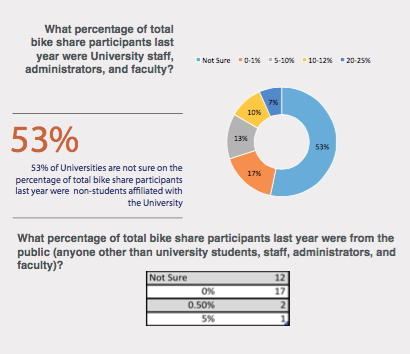 What percentage of total
bike share participants last
year were University staff,
administrators, and faculty?
Not Sure 0-1% 5-10% 10-12% 20-25%
7%
10%
13%
53%
17%
53%
53% of Universities are not sure on the
percentage of total bike share participants
last year were non-students affiliated with
the University
What percentage of total bike share participants last year were from the
public (anyone other than university students, staff, administrators, and
faculty)?
Not Sure 12
0% 17
0.50% 2
5% 1